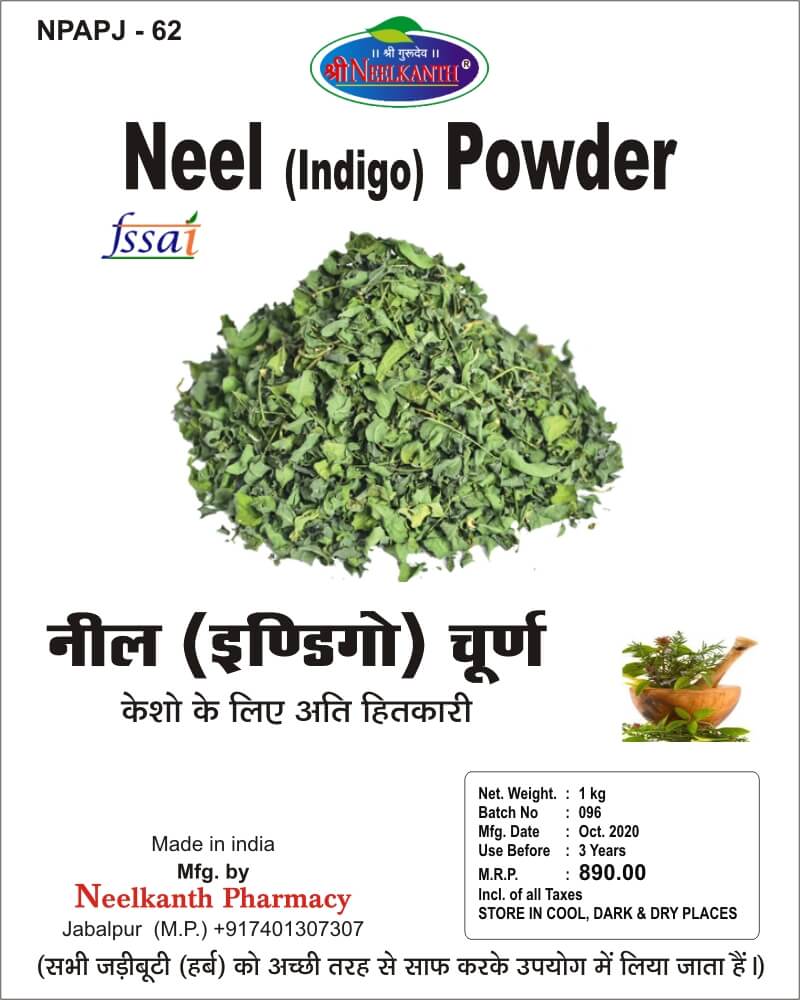 NPAPJ - 62
।। श्री गुरूदेव ।।
श्री NEELKANTH ®
Neel (Indigo) Powder
fssai
नील (इण्डिगो) चूर्ण
केशो के लिए अति हितकारी
Net. Weight. : 1 kg
Batch No : 096
Mfg. Date : Oct. 2020
Use Before : 3 Years
M.R.P. : 890.00
Incl. of all Taxes
STORE IN COOL, DARK & DRY PLACES
Made in india
Mfg. by
Neelkanth Pharmacy
Jabalpur (M.P.) +917401307307
(सभी जड़ीबूटी (हर्ब) को अच्छी तरह से साफ करके उपयोग में लिया जाता हैं।)